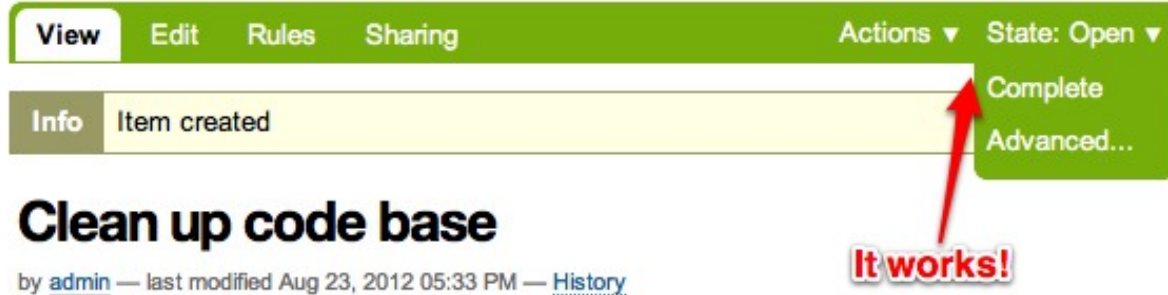 View Edit Rules Sharing Actions ▼ State: Open ▼
Complete
Advanced...
Info Item created
Clean up code base
by admin — last modified Aug 23, 2012 05:33 PM — History
It works!